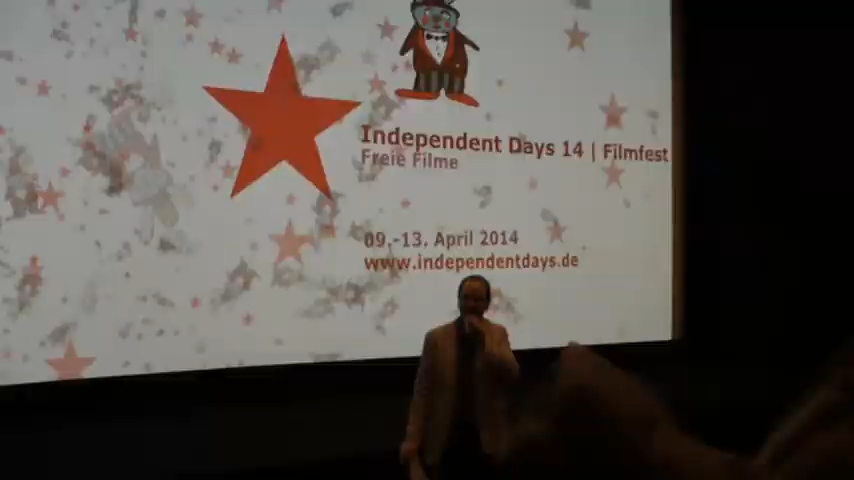 Independent Days 14 | Filmfest
Freie Filme
09.-13. April 2014
www.independentdays.de